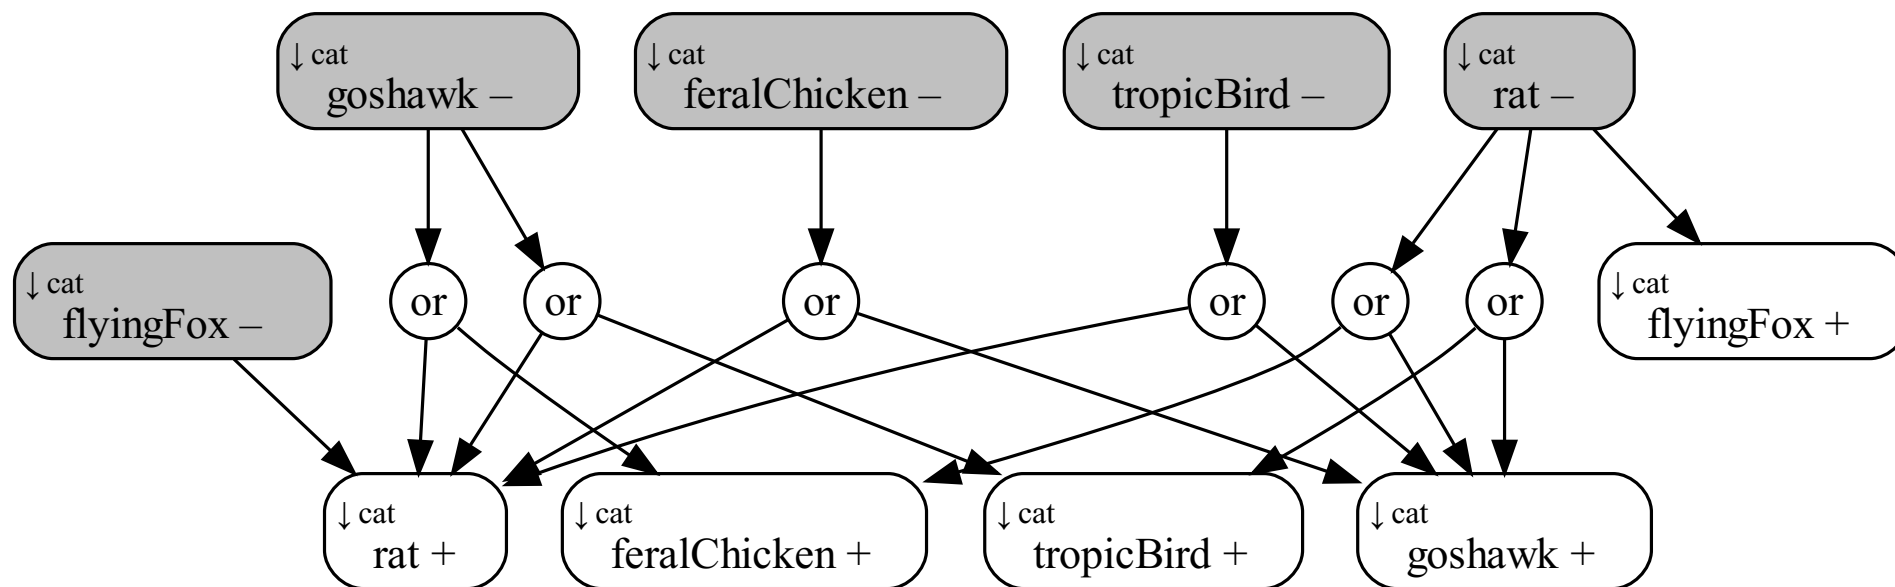 ↓ cat
goshawk –
↓ cat
feralChicken –
↓ cat
tropicBird –
↓ cat
rat –
↓ cat
flyingFox –
or
or
or
or
or
or
↓ cat
flyingFox +
↓ cat
rat +
↓ cat
feralChicken +
↓ cat
tropicBird +
↓ cat
goshawk +